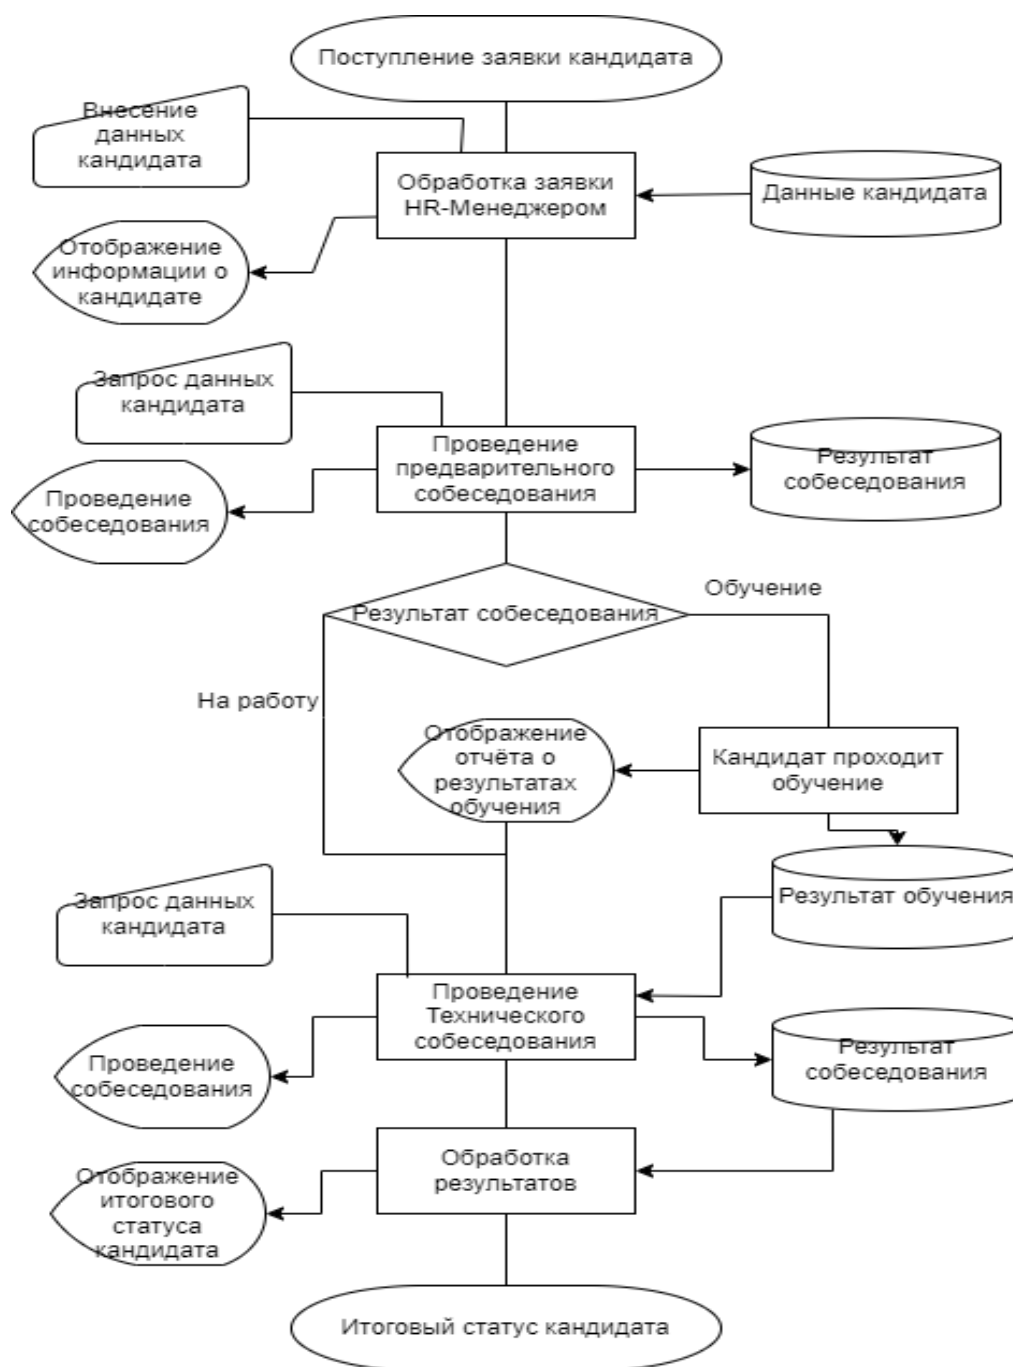 Поступление заявки кандидата
Внесение
данных
кандидата
Обработка заявки
HR-Менеджером
Данные кандидата
Отображение
информации о
кандидате
Запрос данных
кандидата
Проведение
предварительного
собеседования
Результат
собеседования
Проведение
собеседования
Результат собеседования
Обучение
На работу
Отображение
отчёта о
результатах
обучения
Кандидат проходит
обучение
Результат обучения
Запрос данных
кандидата
Проведение
Технического
собеседования
Результат
собеседования
Проведение
собеседования
Обработка
результатов
Отображение
итогового
статуса
кандидата
Итоговый статус кандидата